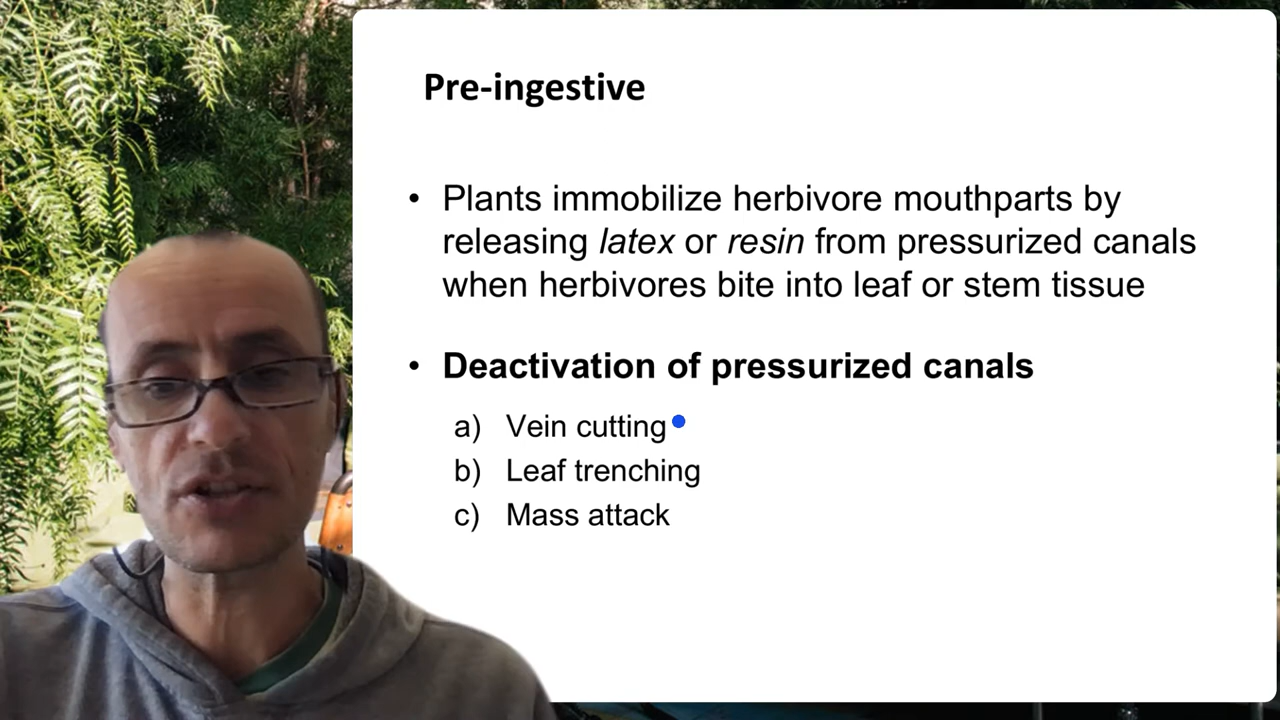 Pre-ingestive
• Plants immobilize herbivore mouthparts by
releasing latex or resin from pressurized canals
when herbivores bite into leaf or stem tissue
• Deactivation of pressurized canals
a) Vein cutting
b) Leaf trenching
c) Mass attack